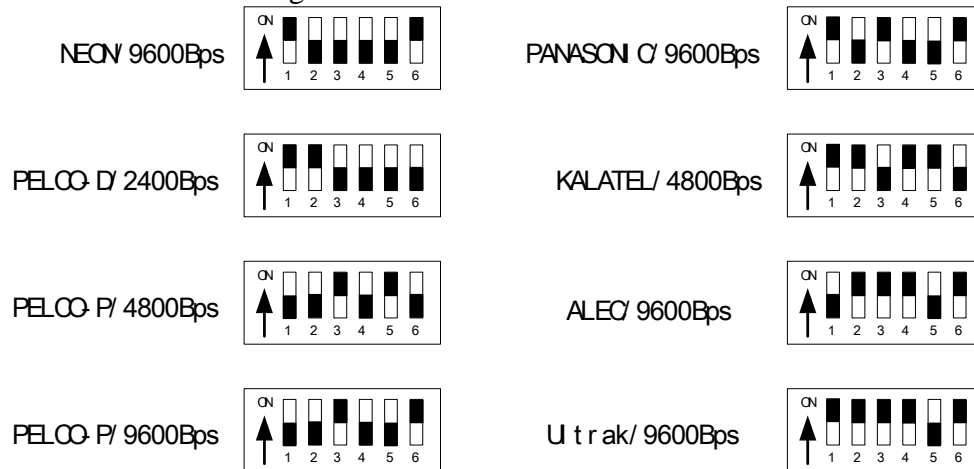 NEON/ 9600Bps
ON
1 2 3 4 5 6
PANASONI C/ 9600Bps
ON
1 2 3 4 5 6
PELCO- D/ 2400Bps
ON
1 2 3 4 5 6
KALATEL/ 4800Bps
ON
1 2 3 4 5 6
PELCO- P/ 4800Bps
ON
1 2 3 4 5 6
ALEC/ 9600Bps
ON
1 2 3 4 5 6
PELCO- P/ 9600Bps
ON
1 2 3 4 5 6
Ul t r ak/ 9600Bps
ON
1 2 3 4 5 6